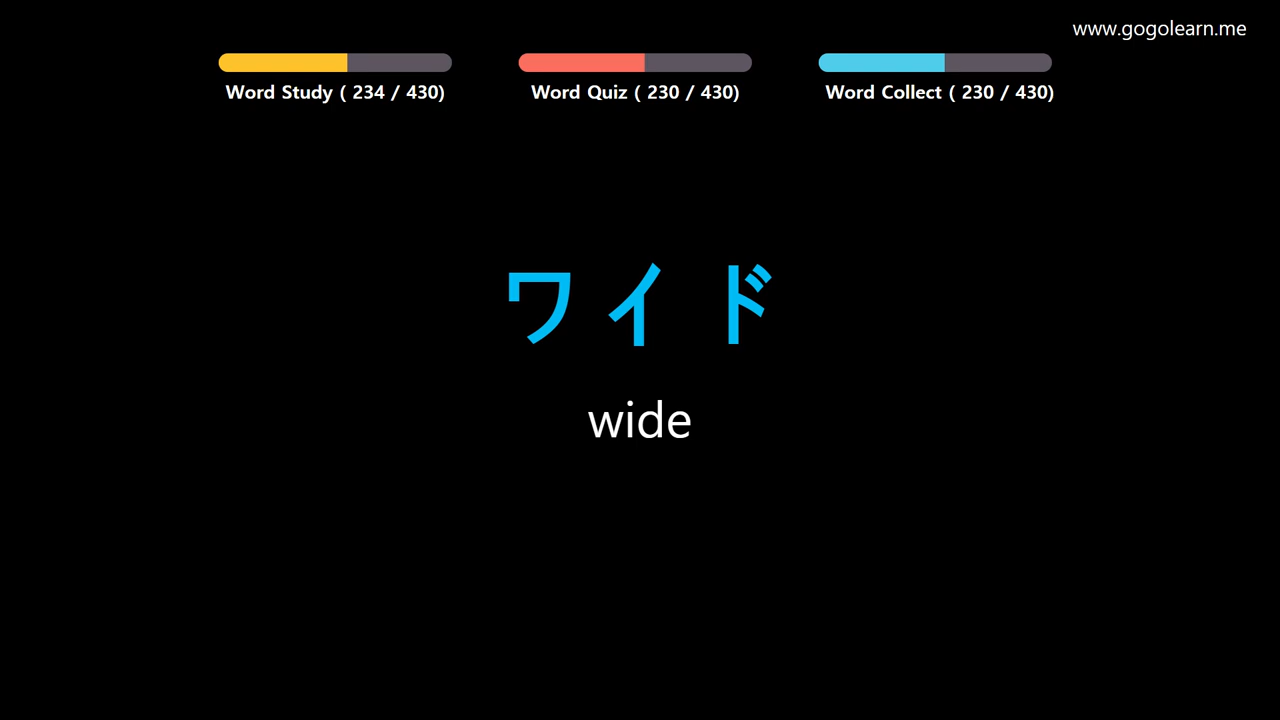 www.gogolearn.me
Word Study ( 234 / 430)
Word Quiz ( 230 / 430)
Word Collect ( 230 / 430)
ワイド
wide